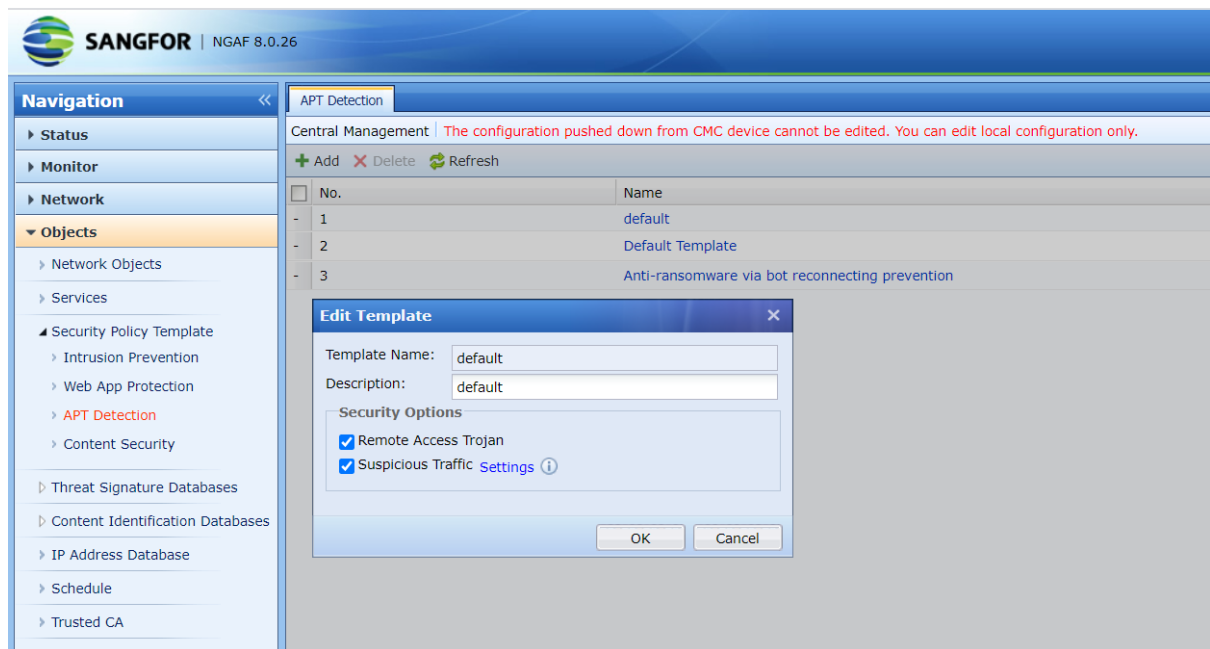 SANGFOR | NGAF 8.0.26
Navigation
Status
Monitor
Network
Objects
Network Objects
Services
Security Policy Template
Intrusion Prevention
Web App Protection
APT Detection
Content Security
Threat Signature Databases
Content Identification Databases
IP Address Database
Schedule
Trusted CA
APT Detection
Central Management | The configuration pushed down from CMC device cannot be edited. You can edit local configuration only.
Add Delete Refresh
No. Name
- 1 default
- 2 Default Template
- 3 Anti-ransomware via bot reconnecting prevention
Edit Template
Template Name: default
Description: default
Security Options
Remote Access Trojan
Suspicious Traffic Settings
OK Cancel